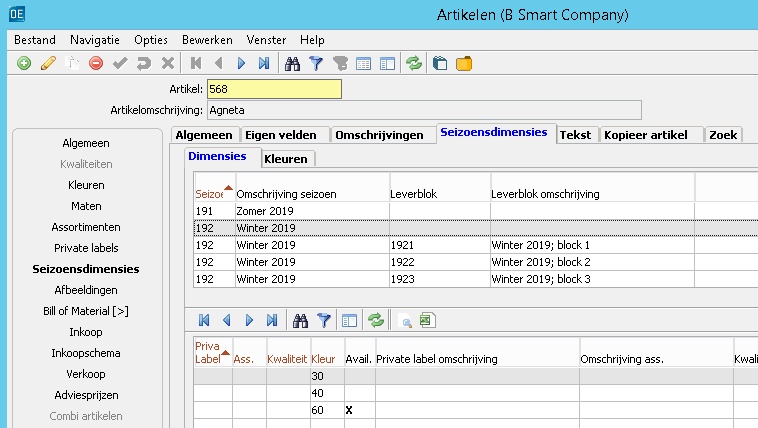 OE Artikelen (B Smart Company)
Bestand Navigatie Opties Bewerken Venster Help
Artikel: 568
Artikelomschrijving: Agneta
Algemeen
Kwaliteiten
Kleuren
Maten
Assortimenten
Private labels
Seizoensdimensies
Afbeeldingen
Bill of Material [>]
Inkoop
Inkoopschema
Verkoop
Adviesprijzen
Combi artikelen
Algemeen Eigen velden Omschrijvingen Seizoensdimensies Tekst Kopieer artikel Zoek
Dimensies Kleuren
Seizoe Omschrijving seizoen Leverblok Leverblok omschrijving
191 Zomer 2019
192 Winter 2019
192 Winter 2019 1921 Winter 2019; block 1
192 Winter 2019 1922 Winter 2019; block 2
192 Winter 2019 1923 Winter 2019; block 3
Priva
Label Ass. Kwaliteit Kleur Avail. Private label omschrijving Omschrijving ass. Kwali
30
40
60 X